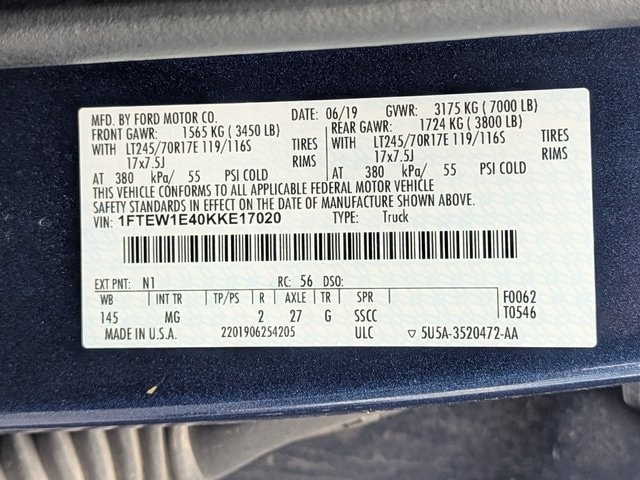 MFD. BY FORD MOTOR CO. DATE: 06/19 GVWR: 3175 KG ( 7000 LB)
FRONT GAWR: 1565 KG ( 3450 LB) REAR GAWR: 1724 KG ( 3800 LB)
WITH LT245/70R17E 119/116S TIRES WITH LT245/70R17E 119/116S TIRES
17x7.5J RIMS 17x7.5J RIMS
AT 380 kPa/ 55 PSI COLD AT 380 kPa/ 55 PSI COLD
THIS VEHICLE CONFORMS TO ALL APPLICABLE FEDERAL MOTOR VEHICLE
SAFETY STANDARDS IN EFFECT ON THE DATE OF MANUFACTURE SHOWN ABOVE.
VIN: 1FTEW1E40KKE17020 TYPE: Truck
EXT PNT: N1 RC: 56 DSO:
WB INT TR TP/PS R AXLE TR SPR F0062
145 MG 2 27 G SSCC T0546
MADE IN U.S.A. 2201906254205 ULC ▽ 5U5A-3520472-AA